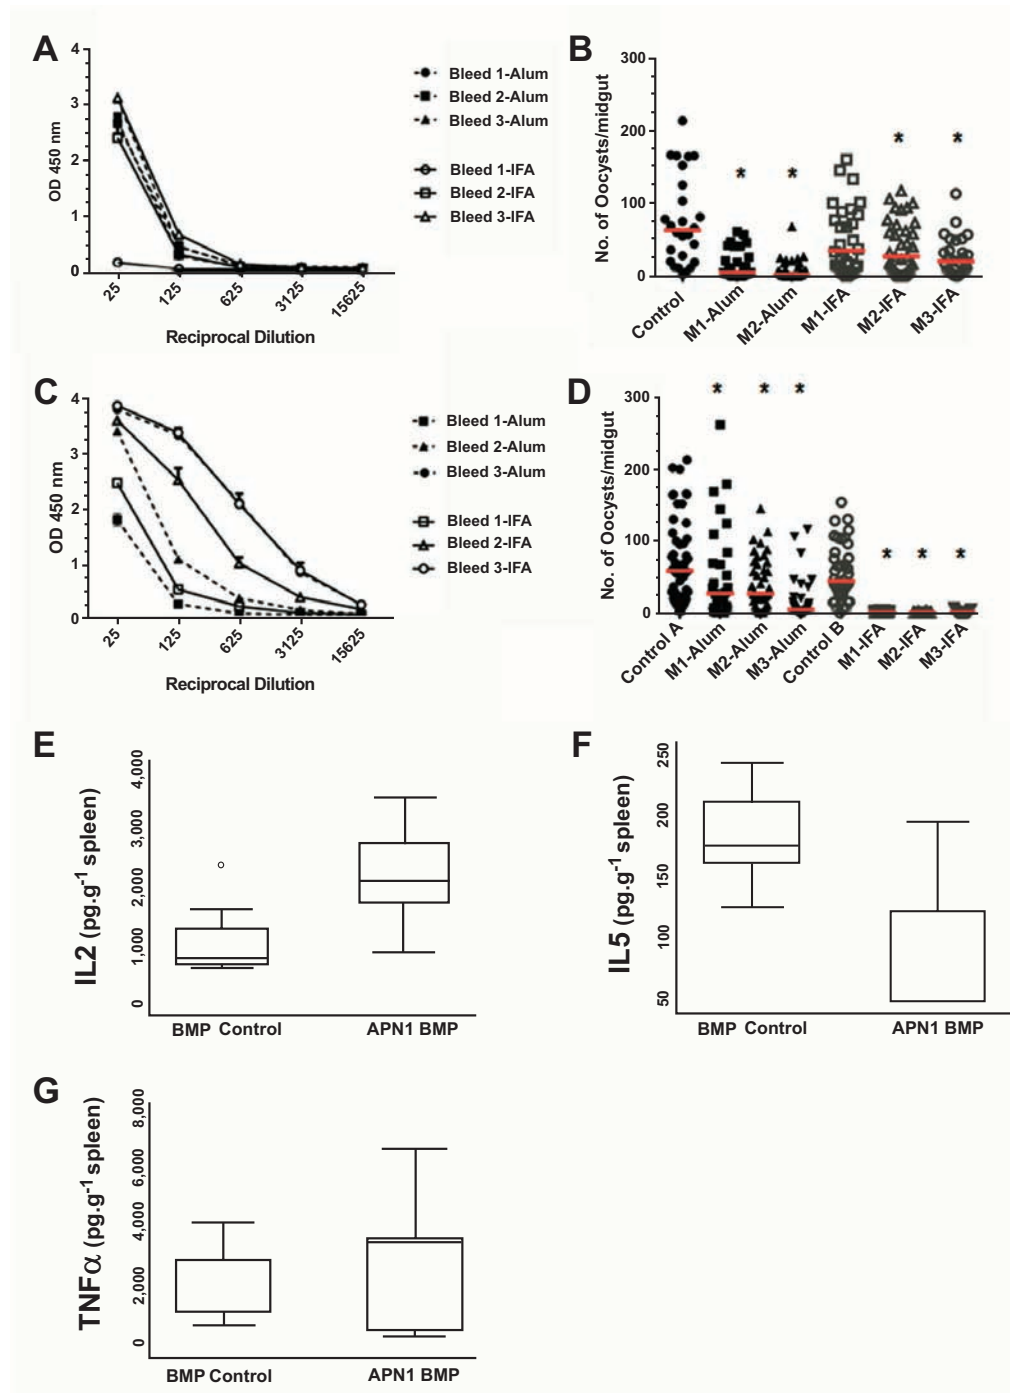 A
4
3
2
1
0
OD 450 nm
25
125
625
3125
15625
Reciprocal Dilution
Bleed 1-Alum
Bleed 2-Alum
Bleed 3-Alum
Bleed 1-IFA
Bleed 2-IFA
Bleed 3-IFA
B
300
200
100
0
No. of Oocysts/midgut
* * * *
Control
M1-Alum
M2-Alum
M1-IFA
M2-IFA
M3-IFA
C
4
3
2
1
0
OD 450 nm
25
125
625
3125
15625
Reciprocal Dilution
Bleed 1-Alum
Bleed 2-Alum
Bleed 3-Alum
Bleed 1-IFA
Bleed 2-IFA
Bleed 3-IFA
D
300
200
100
0
No. of Oocysts/midgut
* * *
* * *
Control A
M1-Alum
M2-Alum
M3-Alum
Control B
M1-IFA
M2-IFA
M3-IFA
E
4,000
3,000
2,000
1,000
0
IL2 (pg.g⁻¹ spleen)
BMP Control
APN1 BMP
F
250
200
150
100
50
IL5 (pg.g⁻¹ spleen)
BMP Control
APN1 BMP
G
8,000
6,000
4,000
2,000
0
TNFα (pg.g⁻¹ spleen)
BMP Control
APN1 BMP